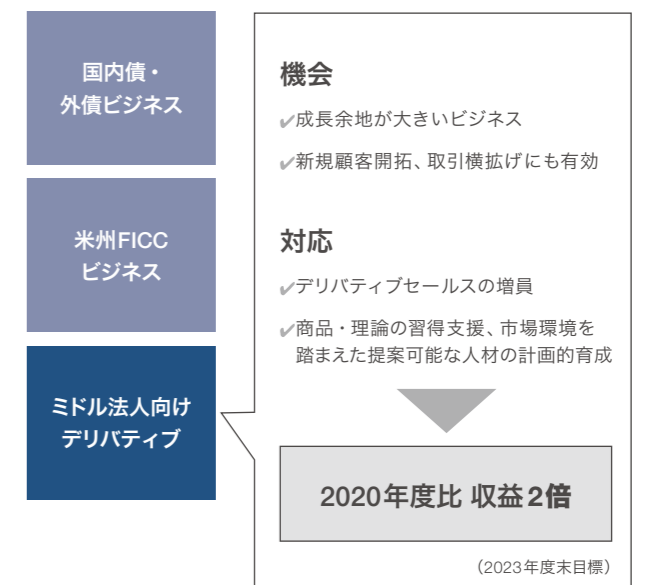 国内債・
外債ビジネス
米州FICC
ビジネス
ミドル法人向け
デリバティブ
機会
✔成長余地が大きいビジネス
✔新規顧客開拓、取引横拡げにも有効
対応
✔デリバティブセールスの増員
✔商品・理論の習得支援、市場環境を
踏まえた提案可能な人材の計画的育成
2020年度比 収益2倍
（2023年度末目標）